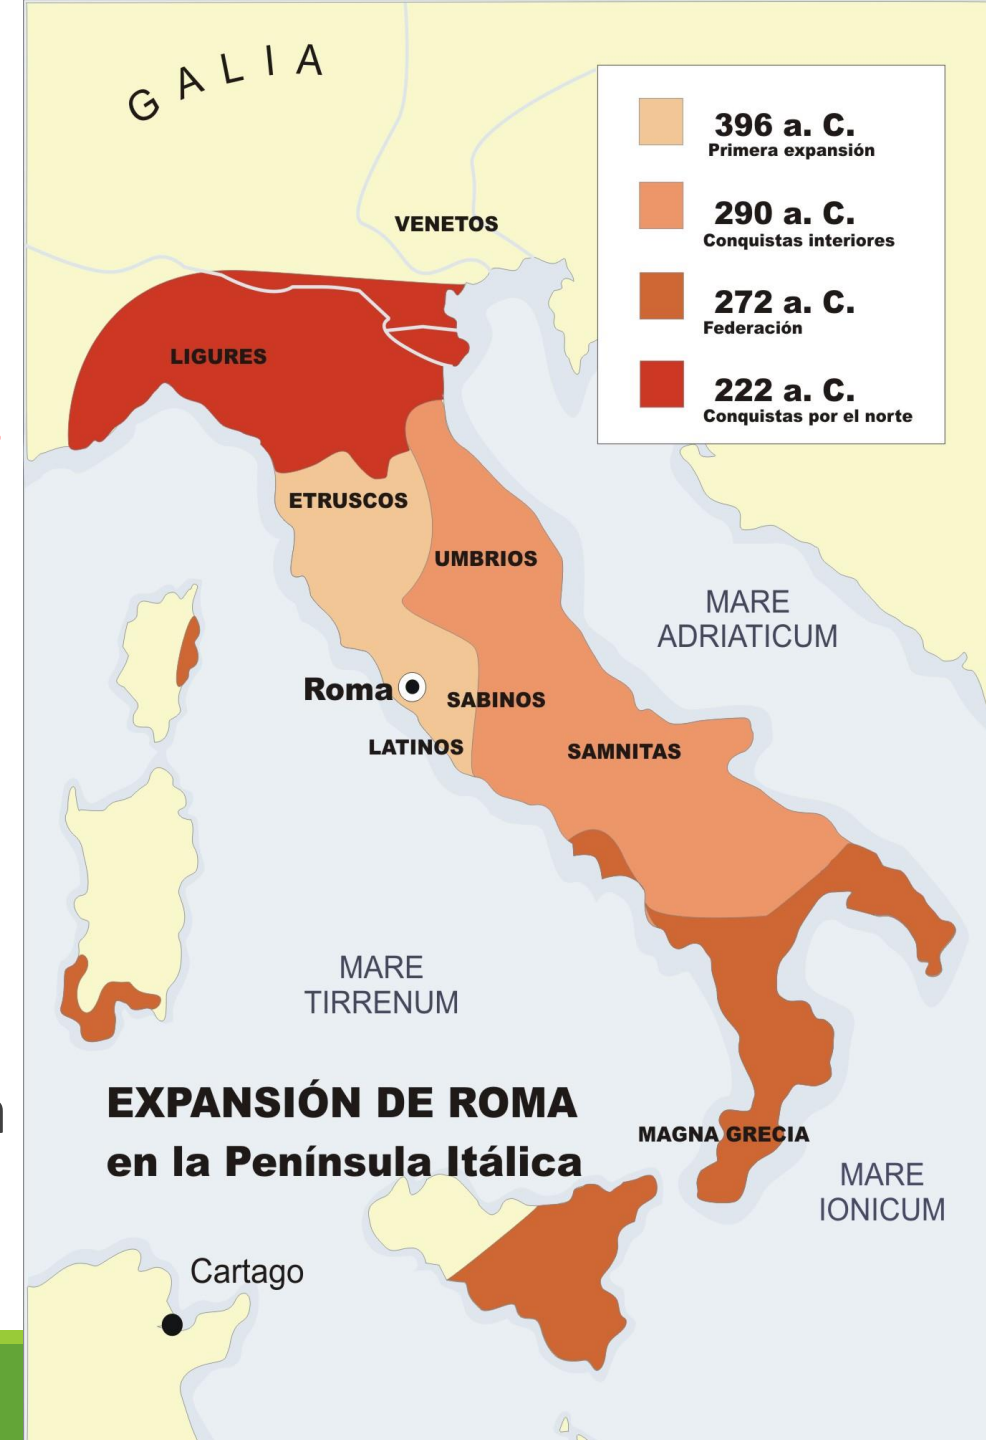 GALIA
396 a. C.
Primera expansión
290 a. C.
Conquistas interiores
272 a. C.
Federación
222 a. C.
Conquistas por el norte
VENETOS
LIGURES
ETRUSCOS
UMBRIOS
MARE
ADRIATICUM
Roma
SABINOS
LATINOS
SAMNITAS
MARE
TIRRENUM
EXPANSIÓN DE ROMA
en la Península Itálica
MAGNA GRECIA
MARE
IONICUM
Cartago